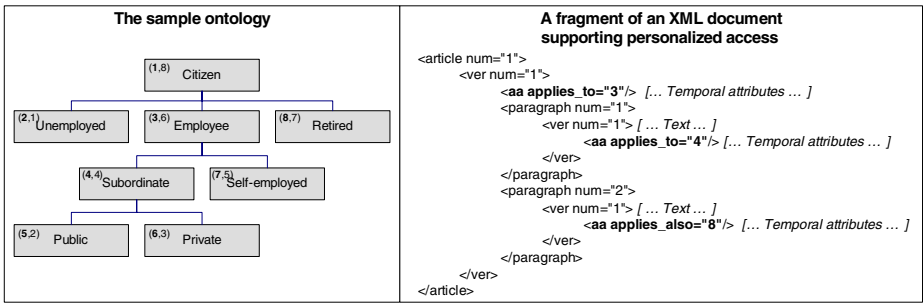 The sample ontology
(1,8) Citizen
(2,1) Unemployed
(3,6) Employee
(8,7) Retired
(4,4) Subordinate
(7,5) Self-employed
(5,2) Public
(6,3) Private
A fragment of an XML document
supporting personalized access
<article num="1">
<ver num="1">
<aa applies_to="3"/> [… Temporal attributes … ]
<paragraph num="1">
<ver num="1"> [ … Text … ]
<aa applies_to="4"/> [… Temporal attributes … ]
</ver>
</paragraph>
<paragraph num="2">
<ver num="1"> [ … Text … ]
<aa applies_also="8"/> [… Temporal attributes … ]
</ver>
</paragraph>
</ver>
</article>